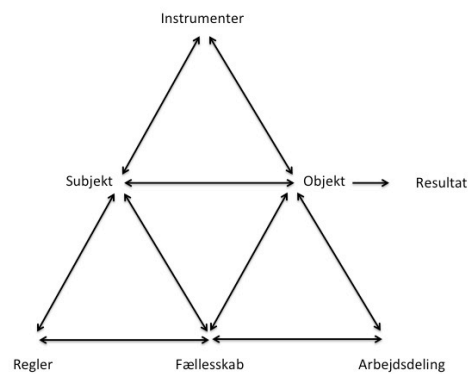 Instrumenter
Subjekt
Objekt
Resultat
Regler
Fællesskab
Arbejdsdeling